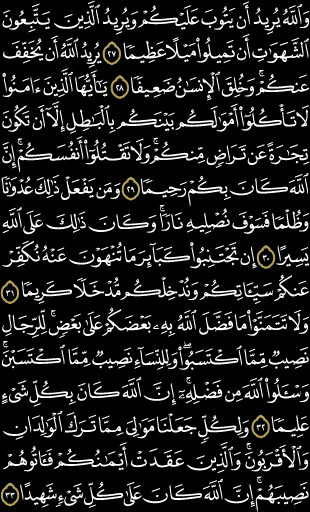 وَٱللَّهُ يُرِيدُ أَن يَتُوبَ عَلَيۡكُمۡ وَيُرِيدُ ٱلَّذِينَ يَتَّبِعُونَ
ٱلشَّهَوَٰتِ أَن تَمِيلُواْ مَيۡلًا عَظِيمٗا ٢٧ يُرِيدُ ٱللَّهُ أَن يُخَفِّفَ
عَنكُمۡۚ وَخُلِقَ ٱلۡإِنسَٰنُ ضَعِيفٗا ٢٨ يَٰٓأَيُّهَا ٱلَّذِينَ ءَامَنُواْ
لَا تَأۡكُلُوٓاْ أَمۡوَٰلَكُم بَيۡنَكُم بِٱلۡبَٰطِلِ إِلَّآ أَن تَكُونَ
تِجَٰرَةً عَن تَرَاضٖ مِّنكُمۡۚ وَلَا تَقۡتُلُوٓاْ أَنفُسَكُمۡۚ إِنَّ
ٱللَّهَ كَانَ بِكُمۡ رَحِيمٗا ٢٩ وَمَن يَفۡعَلۡ ذَٰلِكَ عُدۡوَٰنٗا
وَظُلۡمٗا فَسَوۡفَ نُصۡلِيهِ نَارٗاۚ وَكَانَ ذَٰلِكَ عَلَى ٱللَّهِ
يَسِيرًا ٣٠ إِن تَجۡتَنِبُواْ كَبَآئِرَ مَا تُنۡهَوۡنَ عَنۡهُ نُكَفِّرۡ
عَنكُمۡ سَيِّـَٔاتِكُمۡ وَنُدۡخِلۡكُم مُّدۡخَلٗا كَرِيمٗا ٣١
وَلَا تَتَمَنَّوۡاْ مَا فَضَّلَ ٱللَّهُ بِهِۦ بَعۡضَكُمۡ عَلَىٰ بَعۡضٖۚ لِّلرِّجَالِ
نَصِيبٞ مِّمَّا ٱكۡتَسَبُواْۖ وَلِلنِّسَآءِ نَصِيبٞ مِّمَّا ٱكۡتَسَبۡنَۚ
وَسۡـَٔلُواْ ٱللَّهَ مِن فَضۡلِهِۦٓۚ إِنَّ ٱللَّهَ كَانَ بِكُلِّ شَيۡءٍ
عَلِيمٗا ٣٢ وَلِكُلّٖ جَعَلۡنَا مَوَٰلِيَ مِمَّا تَرَكَ ٱلۡوَٰلِدَانِ
وَٱلۡأَقۡرَبُونَۚ وَٱلَّذِينَ عَقَدَتۡ أَيۡمَٰنُكُمۡ فَـَٔاتُوهُمۡ
نَصِيبَهُمۡۚ إِنَّ ٱللَّهَ كَانَ عَلَىٰ كُلِّ شَيۡءٖ شَهِيدًا ٣٣